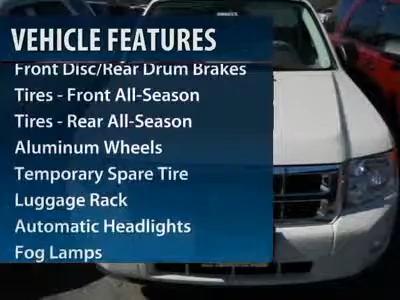 VEHICLE FEATURES
Front Disc/Rear Drum Brakes
Tires - Front All-Season
Tires - Rear All-Season
Aluminum Wheels
Temporary Spare Tire
Luggage Rack
Automatic Headlights
Fog Lamps